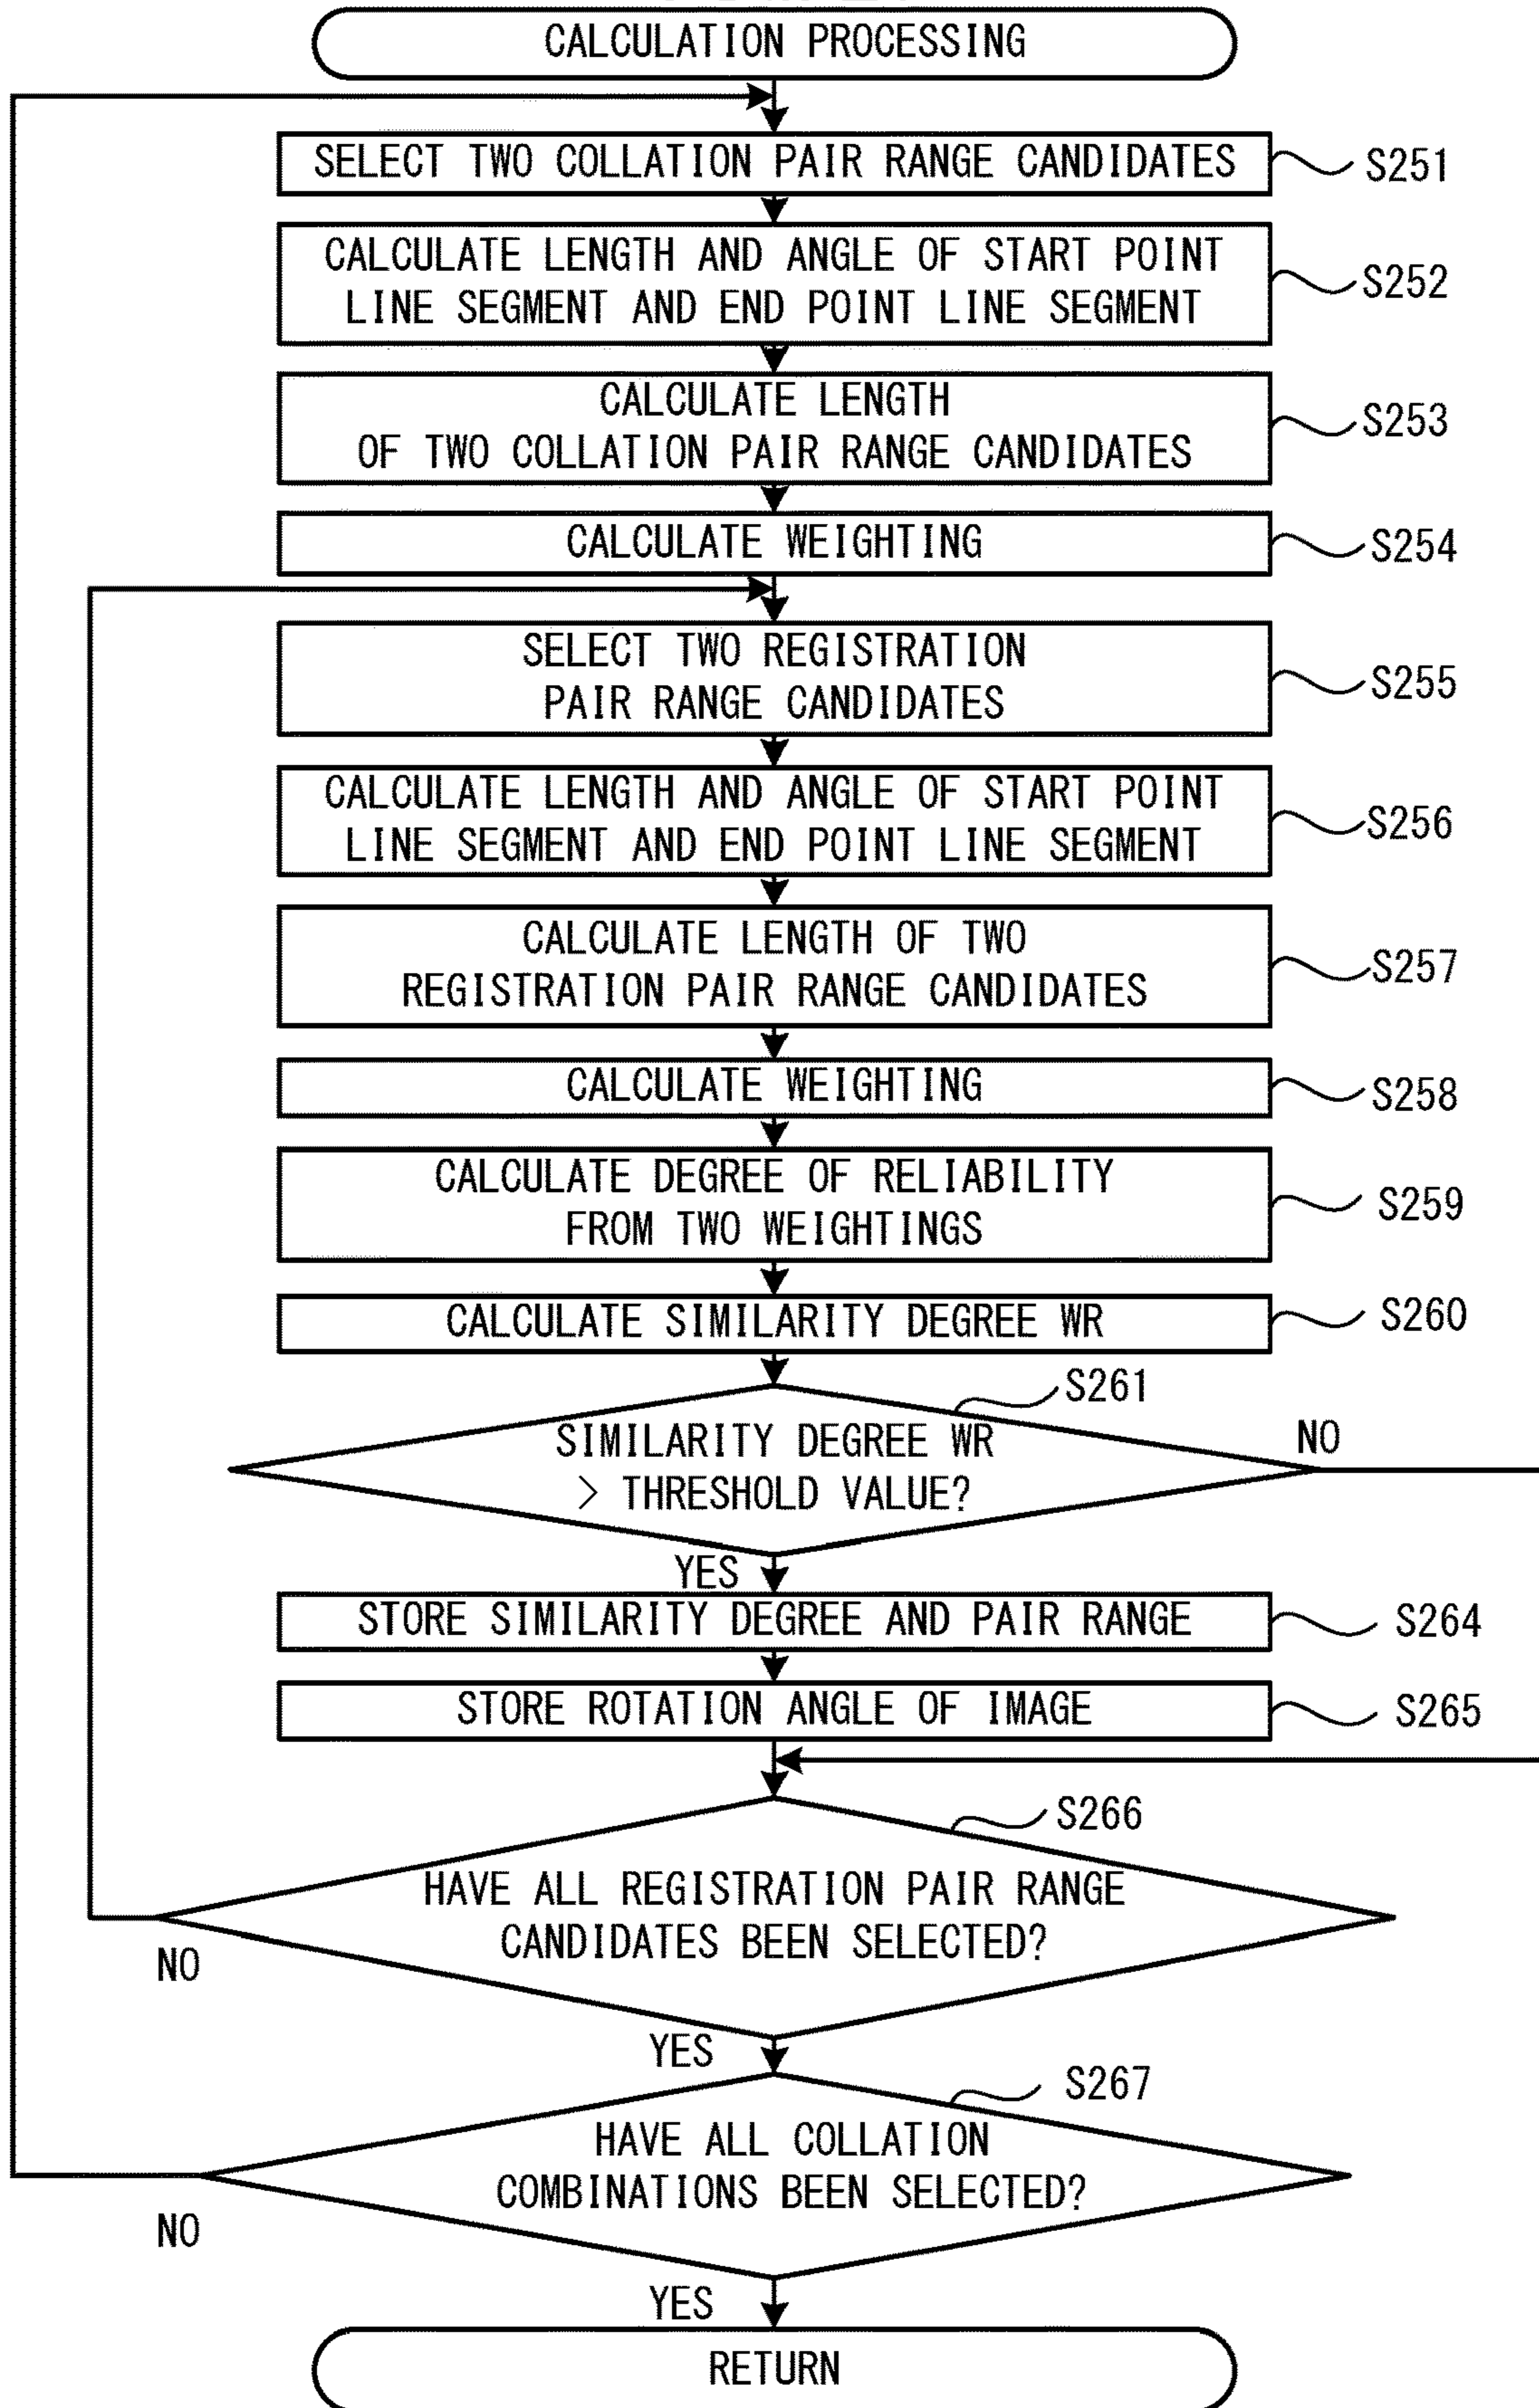 CALCULATION PROCESSING
SELECT TWO COLLATION PAIR RANGE CANDIDATES
S251
CALCULATE LENGTH AND ANGLE OF START POINT
LINE SEGMENT AND END POINT LINE SEGMENT
S252
CALCULATE LENGTH
OF TWO COLLATION PAIR RANGE CANDIDATES
S253
CALCULATE WEIGHTING
S254
SELECT TWO REGISTRATION
PAIR RANGE CANDIDATES
S255
CALCULATE LENGTH AND ANGLE OF START POINT
LINE SEGMENT AND END POINT LINE SEGMENT
S256
CALCULATE LENGTH OF TWO
REGISTRATION PAIR RANGE CANDIDATES
S257
CALCULATE WEIGHTING
S258
CALCULATE DEGREE OF RELIABILITY
FROM TWO WEIGHTINGS
S259
CALCULATE SIMILARITY DEGREE WR
S260
S261
SIMILARITY DEGREE WR
> THRESHOLD VALUE?
NO
YES
STORE SIMILARITY DEGREE AND PAIR RANGE
S264
STORE ROTATION ANGLE OF IMAGE
S265
S266
HAVE ALL REGISTRATION PAIR RANGE
CANDIDATES BEEN SELECTED?
NO
YES
S267
HAVE ALL COLLATION
COMBINATIONS BEEN SELECTED?
NO
YES
RETURN